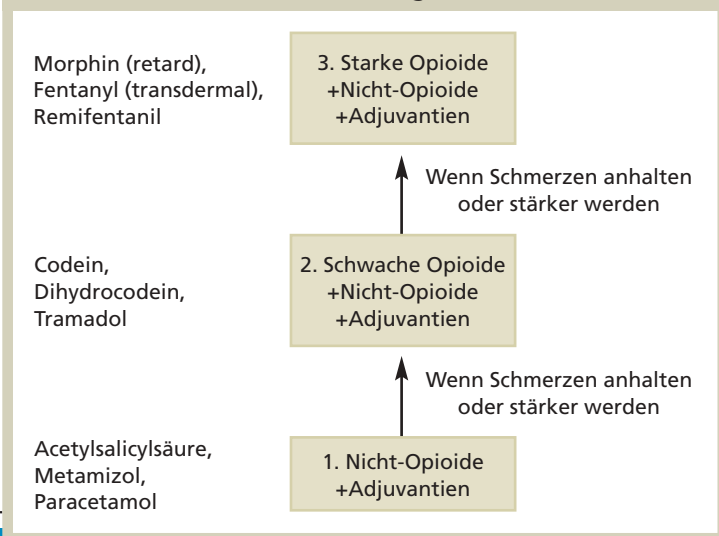 Morphin (retard),
Fentanyl (transdermal),
Remifentanil
3. Starke Opioide
+Nicht-Opioide
+Adjuvantien
Wenn Schmerzen anhalten
oder stärker werden
Codein,
Dihydrocodein,
Tramadol
2. Schwache Opioide
+Nicht-Opioide
+Adjuvantien
Wenn Schmerzen anhalten
oder stärker werden
Acetylsalicylsäure,
Metamizol,
Paracetamol
1. Nicht-Opioide
+Adjuvantien